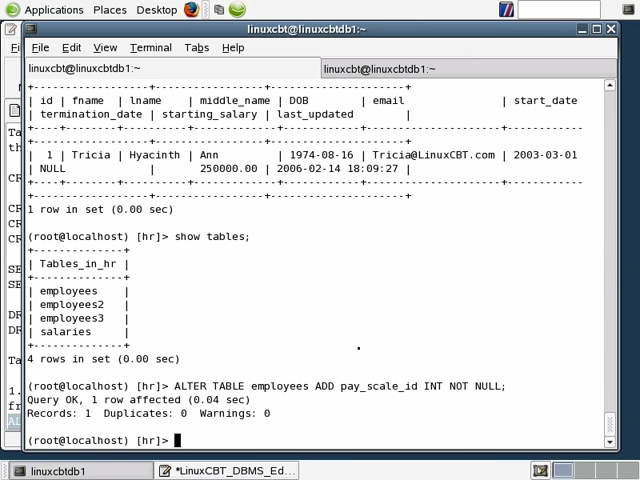 Applications Places Desktop
linuxcbt@linuxcbtdb1:~
File Edit View Terminal Tabs Help
linuxcbt@linuxcbtdb1:~ linuxcbt@linuxcbtdb1:~
+----+--------+----------+-------------+------------+---------------------+------------
| id | fname | lname | middle_name | DOB | email | start_date
| termination_date | starting_salary | last_updated |
| 1 | Tricia | Hyacinth | Ann | 1974-08-16 | Tricia@LinuxCBT.com | 2003-03-01
| NULL | 250000.00 | 2006-02-14 18:09:27 |
1 row in set (0.00 sec)
(root@localhost) [hr]> show tables;
+--------------+
| Tables_in_hr |
+--------------+
| employees |
| employees2 |
| employees3 |
| salaries |
+--------------+
4 rows in set (0.00 sec)
(root@localhost) [hr]> ALTER TABLE employees ADD pay_scale_id INT NOT NULL;
Query OK, 1 row affected (0.04 sec)
Records: 1 Duplicates: 0 Warnings: 0
(root@localhost) [hr]>
linuxcbtdb1 *LinuxCBT_DBMS_Ed...